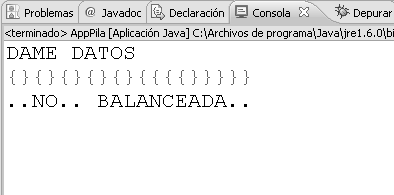 Problemas @ Javadoc Declaración Consola Depurar
<terminado> AppPila [Aplicación Java] C:\Archivos de programa\Java\jre1.6.0\bi
DAME DATOS
{}{}{}{}{}{{{{}}}}}
..NO.. BALANCEADA..